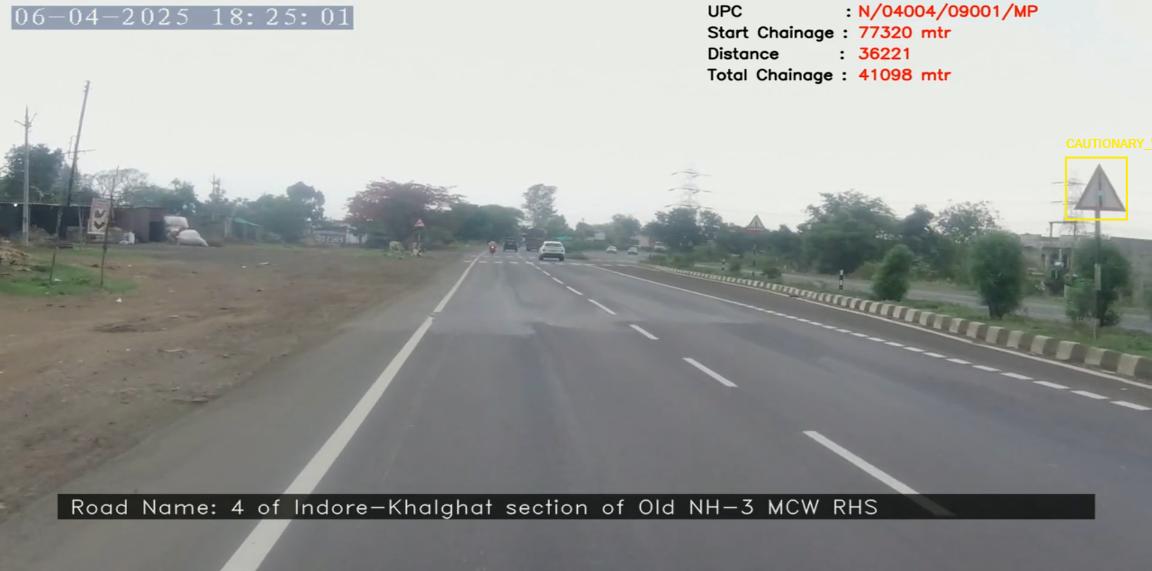 06-04-2025 18:25:01
UPC : N/04004/09001/MP
Start Chainage : 77320 mtr
Distance : 36221
Total Chainage : 41098 mtr
CAUTIONARY_
Road Name: 4 of Indore-Khalghat section of Old NH-3 MCW RHS